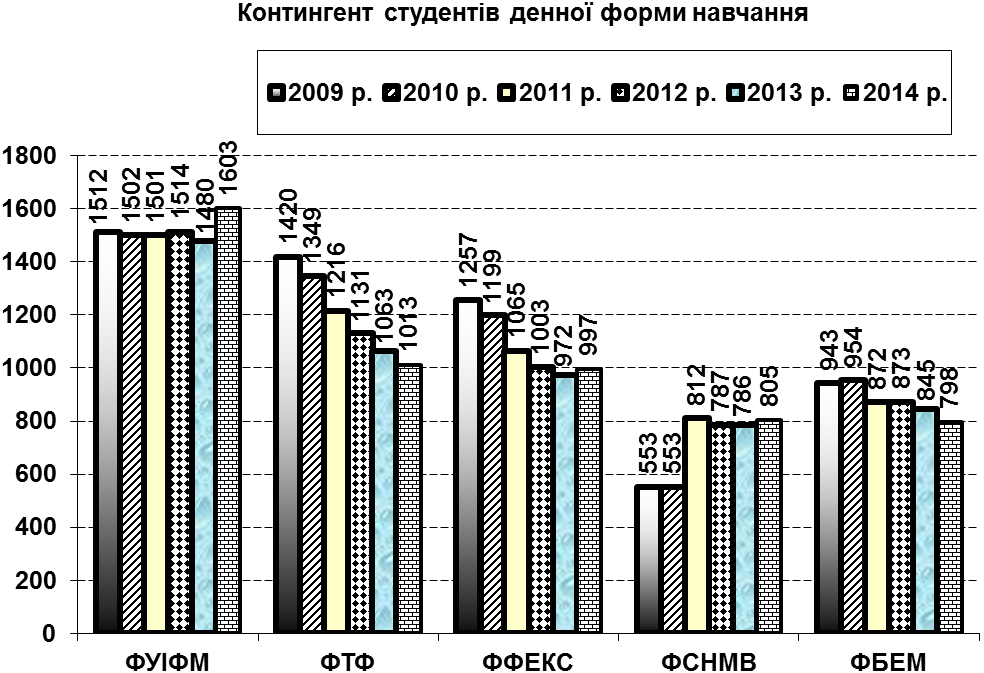 Контингент студентів денної форми навчання
2009 р. 2010 р. 2011 р. 2012 р. 2013 р. 2014 р.
1800
1600
1400
1200
1000
800
600
400
200
0
1512 1502 1501 1514 1480 1603
1420 1349 1216 1131 1063 1013
1257 1199 1065 1003 972 997
553 553 812 787 786 805
943 954 872 873 845 798
ФУІФМ ФТФ ФФЕКС ФСНМВ ФБЕМ